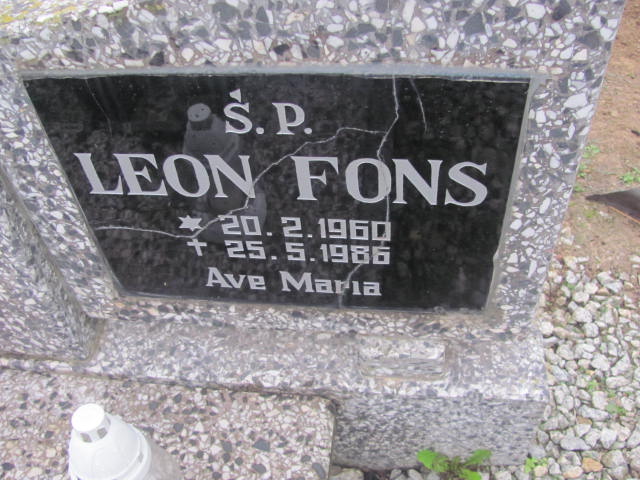 Ś.P.
LEON FONS
* 20.2.1960
† 25.5.1986
Ave Maria